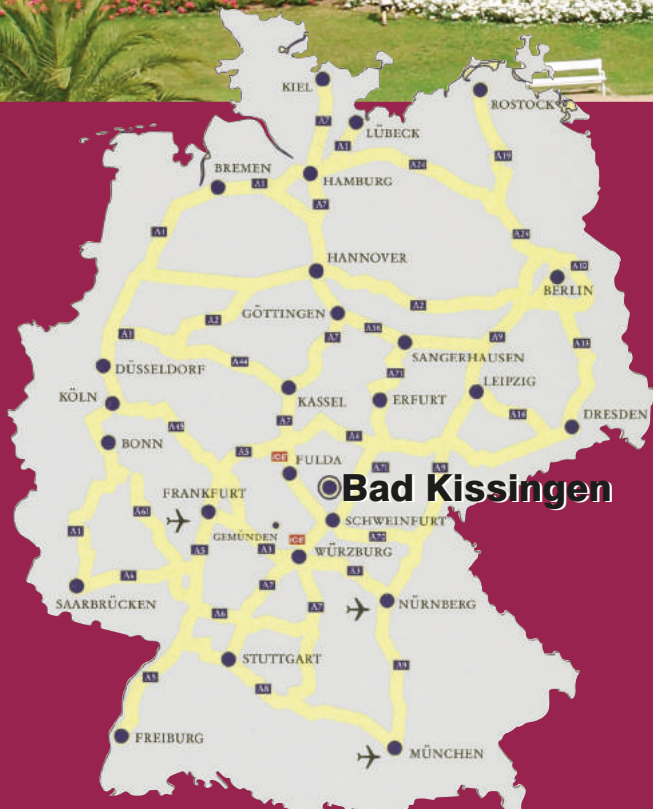 KIEL
ROSTOCK
A7
LÜBECK
A1
A19
A24
BREMEN
A1
HAMBURG
A7
A1
A24
HANNOVER
A10
BERLIN
A2
GÖTTINGEN
A2
A7
A38
A1
A9
A13
SANGERHAUSEN
A44
DÜSSELDORF
A71
LEIPZIG
KÖLN
KASSEL
ERFURT
A14
DRESDEN
A7
A45
A4
BONN
A5
ICE
FULDA
A71
A9
Bad Kissingen
FRANKFURT
A61
SCHWEINFURT
A1
GEMÜNDEN
ICE
A70
A5
A3
WÜRZBURG
A6
A3
A7
SAARBRÜCKEN
NÜRNBERG
A6
A7
STUTTGART
A9
A5
A8
FREIBURG
MÜNCHEN